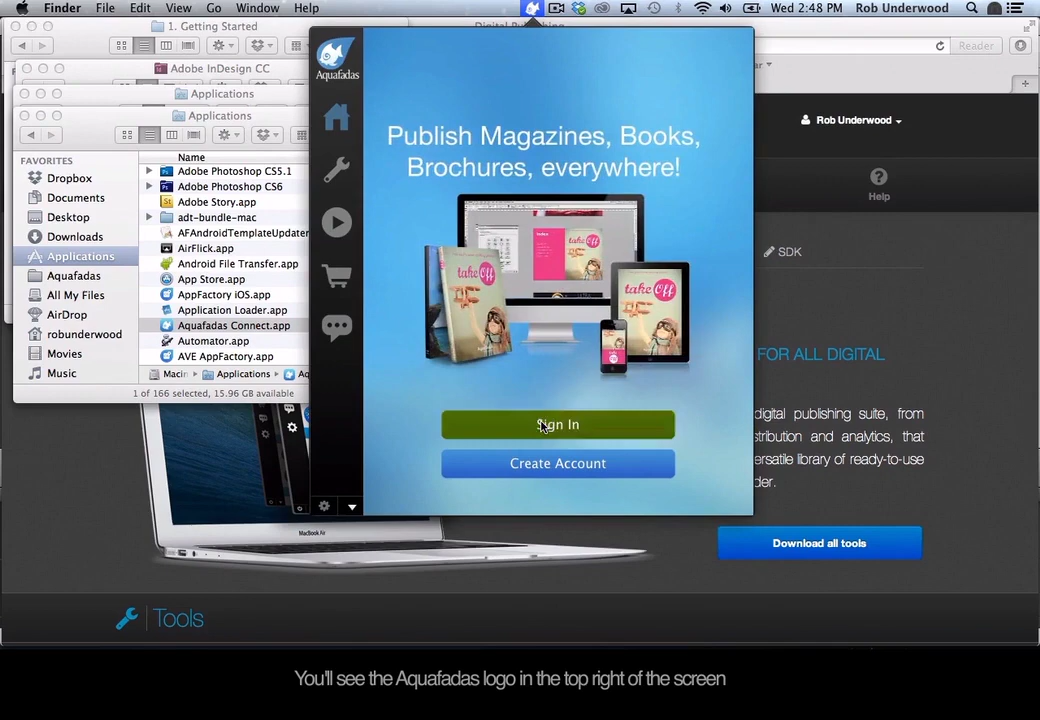 Finder File Edit View Go Window Help Wed 2:48 PM Rob Underwood
1. Getting Started
Reader
Adobe InDesign CC
Applications
Applications
FAVORITES
Dropbox
Documents
Desktop
Downloads
Applications
Aquafadas
All My Files
AirDrop
robunderwood
Movies
Music
Name
Adobe Photoshop CS5.1
Adobe Photoshop CS6
Adobe Story.app
adt-bundle-mac
AFAndroidTemplateUpdater
AirFlick.app
Android File Transfer.app
App Store.app
AppFactory iOS.app
Application Loader.app
Aquafadas Connect.app
Automator.app
AVE AppFactory.app
Macin Applications Aq
1 of 166 selected, 15.96 GB available
Aquafadas
Publish Magazines, Books,
Brochures, everywhere!
take Off
take Off
Sign In
Create Account
Rob Underwood
Help
SDK
FOR ALL DIGITAL
digital publishing suite, from
stribution and analytics, that
ersatile library of ready-to-use
der.
Download all tools
MacBook Air
Tools
You'll see the Aquafadas logo in the top right of the screen